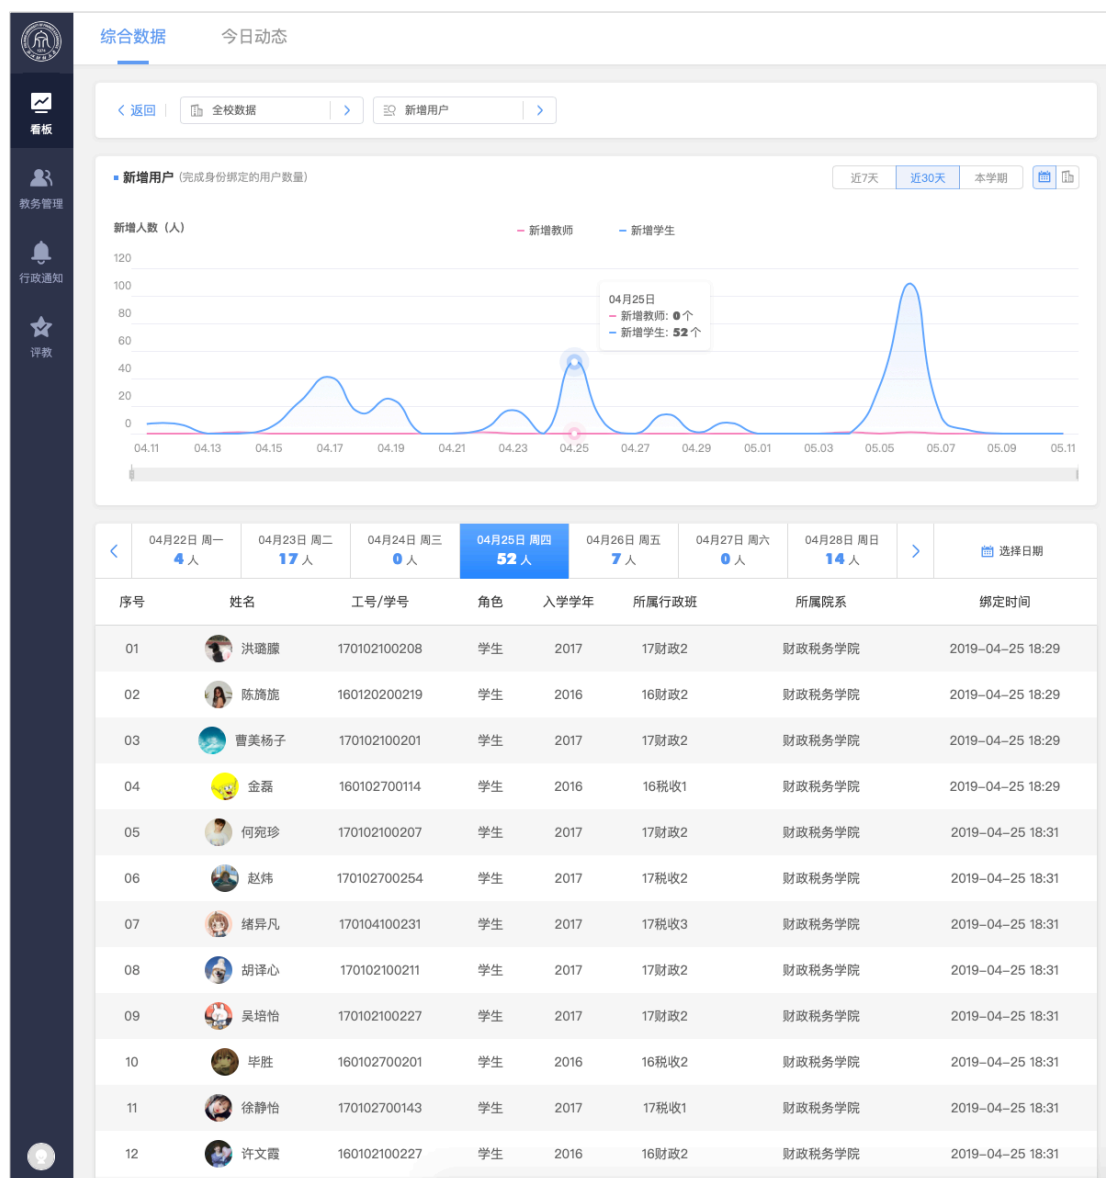 综合数据 今日动态
看板
教务管理
行政通知
评教
返回 全校数据 新增用户
新增用户 (完成身份绑定的用户数量) 近7天 近30天 本学期
新增人数（人） 新增教师 新增学生
120
100
80
60
40
20
0
04月25日
新增教师: 0个
新增学生: 52个
04.11 04.13 04.15 04.17 04.19 04.21 04.23 04.25 04.27 04.29 05.01 05.03 05.05 05.07 05.09 05.11
04月22日 周一 04月23日 周二 04月24日 周三 04月25日 周四 04月26日 周五 04月27日 周六 04月28日 周日 选择日期
4人 17人 0人 52人 7人 0人 14人
序号 姓名 工号/学号 角色 入学学年 所属行政班 所属院系 绑定时间
01 洪璐朦 170102100208 学生 2017 17财政2 财政税务学院 2019-04-25 18:29
02 陈旖旎 160120200219 学生 2016 16财政2 财政税务学院 2019-04-25 18:29
03 曹美杨子 170102100201 学生 2017 17财政2 财政税务学院 2019-04-25 18:29
04 金磊 160102700114 学生 2016 16税收1 财政税务学院 2019-04-25 18:29
05 何宛珍 170102100207 学生 2017 17财政2 财政税务学院 2019-04-25 18:31
06 赵炜 170102700254 学生 2017 17税收2 财政税务学院 2019-04-25 18:31
07 绪异凡 170104100231 学生 2017 17税收3 财政税务学院 2019-04-25 18:31
08 胡译心 170102100211 学生 2017 17财政2 财政税务学院 2019-04-25 18:31
09 吴培怡 170102100227 学生 2017 17财政2 财政税务学院 2019-04-25 18:31
10 毕胜 160102700201 学生 2016 16税收2 财政税务学院 2019-04-25 18:31
11 徐静怡 170102700143 学生 2017 17税收1 财政税务学院 2019-04-25 18:31
12 许文霞 160102100227 学生 2016 16财政2 财政税务学院 2019-04-25 18:31